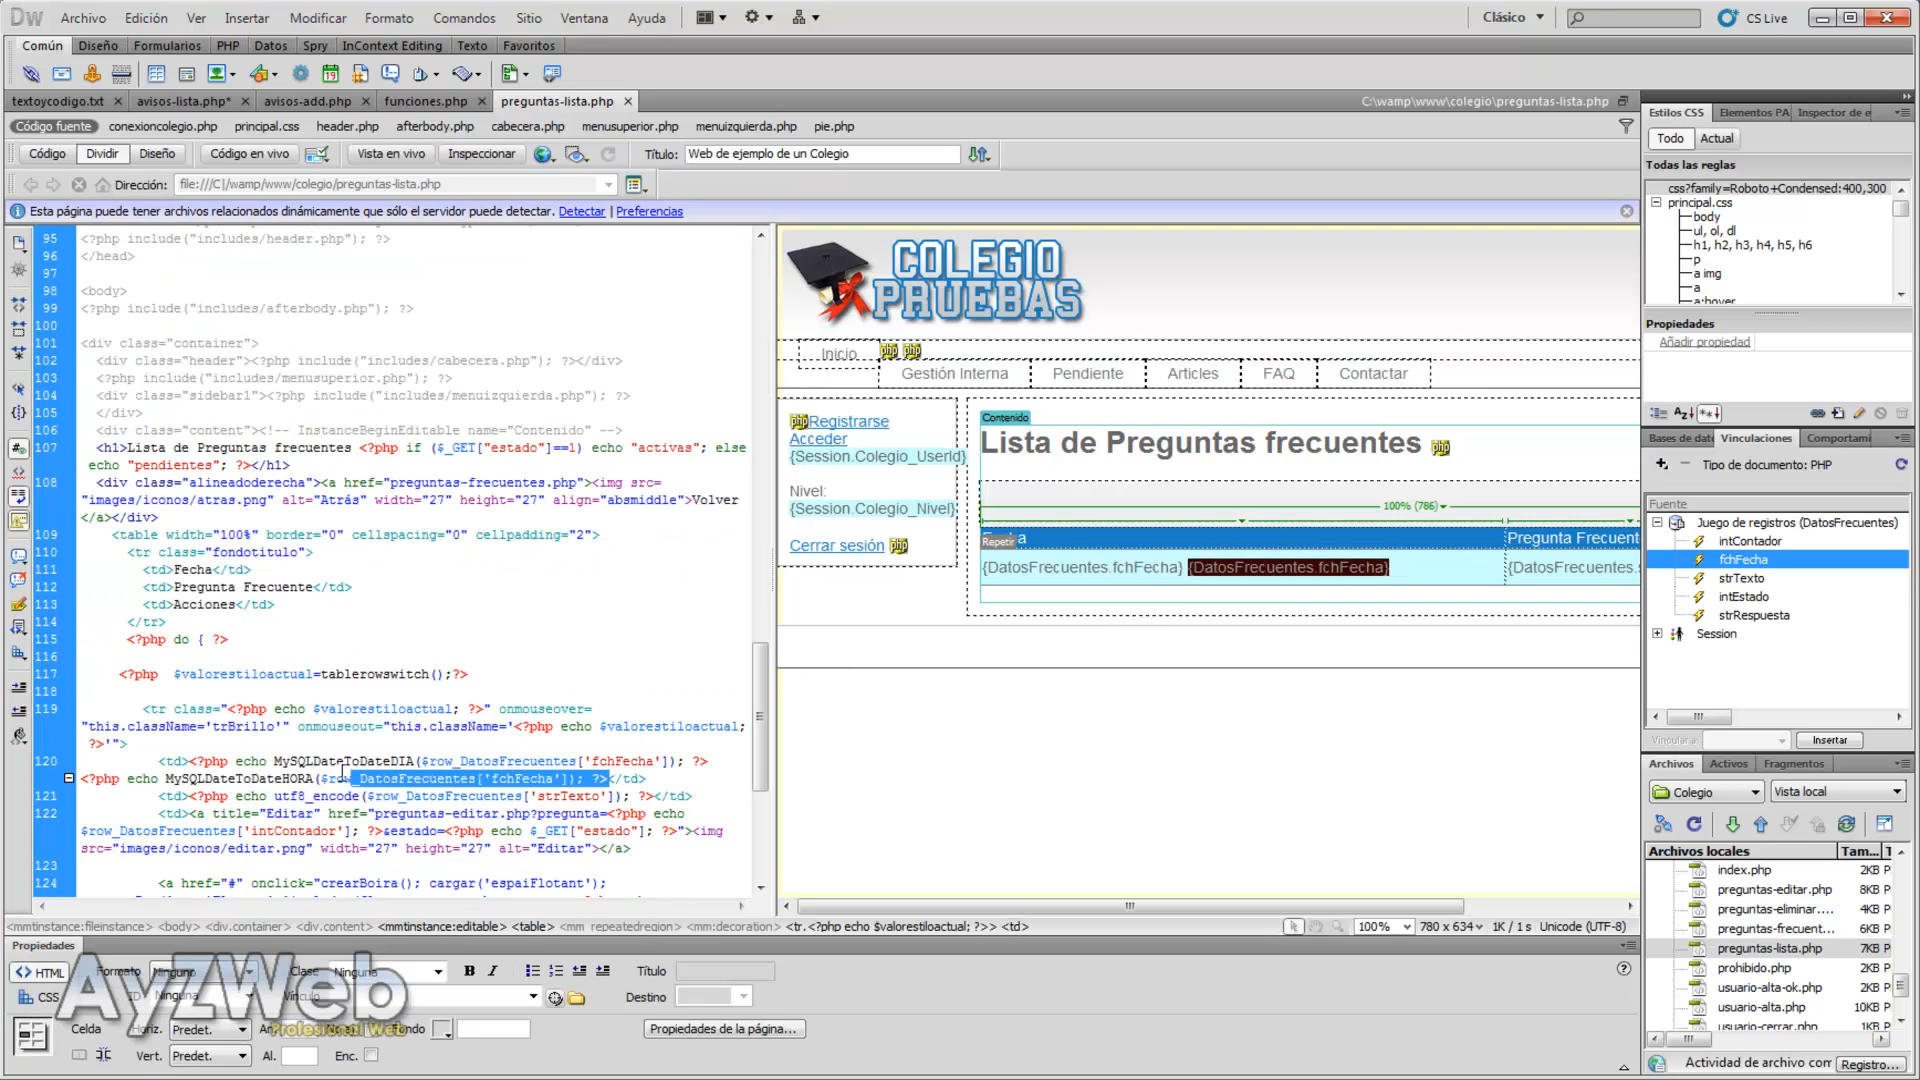 Dw Archivo Edición Ver Insertar Modificar Formato Comandos Sitio Ventana Ayuda Clásico CS Live
Común Diseño Formularios PHP Datos Spry InContext Editing Texto Favoritos
textoycodigo.txt avisos-lista.php* avisos-add.php funciones.php preguntas-lista.php C:\wamp\www\colegio\preguntas-lista.php
Código fuente conexioncolegio.php principal.css header.php afterbody.php cabecera.php menusuperior.php menuizquierda.php pie.php
Código Dividir Diseño Código en vivo Vista en vivo Inspeccionar Título: Web de ejemplo de un Colegio
Dirección: file:///C|/wamp/www/colegio/preguntas-lista.php
Esta página puede tener archivos relacionados dinámicamente que sólo el servidor puede detectar. Detectar | Preferencias
95 <?php include("includes/header.php"); ?>
96 </head>
97
98 <body>
99 <?php include("includes/afterbody.php"); ?>
100
101 <div class="container">
102 <div class="header"><?php include("includes/cabecera.php"); ?></div>
103 <?php include("includes/menusuperior.php"); ?>
104 <div class="sidebar1"><?php include("includes/menuizquierda.php"); ?>
105 </div>
106 <div class="content"><!-- InstanceBeginEditable name="Contenido" -->
107 <h1>Lista de Preguntas frecuentes <?php if ($_GET["estado"]==1) echo "activas"; else
echo "pendientes"; ?></h1>
108 <div class="alineadoderecha"><a href="preguntas-frecuentes.php"><img src=
"images/iconos/atras.png" alt="Atrás" width="27" height="27" align="absmiddle">Volver
</a></div>
109 <table width="100%" border="0" cellspacing="0" cellpadding="2">
110 <tr class="fondotitulo">
111 <td>Fecha</td>
112 <td>Pregunta Frecuente</td>
113 <td>Acciones</td>
114 </tr>
115 <?php do { ?>
116
117 <?php $valorestiloactual=tablerowswitch();?>
118
119 <tr class="<?php echo $valorestiloactual; ?>" onmouseover=
"this.className='trBrillo'" onmouseout="this.className='<?php echo $valorestiloactual;
?>'">
120 <td><?php echo MySQLDateToDateDIA($row_DatosFrecuentes['fchFecha']); ?>
<?php echo MySQLDateToDateHORA($row_DatosFrecuentes['fchFecha']); ?></td>
121 <td><?php echo utf8_encode($row_DatosFrecuentes['strTexto']); ?></td>
122 <td><a title="Editar" href="preguntas-editar.php?pregunta=<?php echo
$row_DatosFrecuentes['intContador']; ?>&estado=<?php echo $_GET["estado"]; ?>"><img
src="images/iconos/editar.png" width="27" height="27" alt="Editar"></a>
123
124 <a href="#" onclick="crearBoira(); cargar('espaiFlotant');
COLEGIO
PRUEBAS
Inicio php php
Gestión Interna Pendiente Articles FAQ Contactar
php Registrarse
Acceder
{Session.Colegio_UserId}
Nivel:
{Session.Colegio_Nivel}
Cerrar sesión php
Contenido
Lista de Preguntas frecuentes php
100% (786)
Repetir
Pregunta Frecuent
{DatosFrecuentes.fchFecha} {DatosFrecuentes.fchFecha} {DatosFrecuentes.
Estilos CSS Elementos PA Inspector de e
Todo Actual
Todas las reglas
css?family=Roboto+Condensed:400,300
principal.css
body
ul, ol, dl
h1, h2, h3, h4, h5, h6
p
a img
a
a:hover
Propiedades
Añadir propiedad
Bases de dat Vinculaciones Comportami
Tipo de documento: PHP
Fuente
Juego de registros (DatosFrecuentes)
intContador
fchFecha
strTexto
intEstado
strRespuesta
Session
Vincular a: Insertar
Archivos Activos Fragmentos
Colegio Vista local
Archivos locales Tam... T
index.php 2KB P
preguntas-editar.php 8KB P
preguntas-eliminar.... 4KB P
preguntas-frecuent... 6KB P
preguntas-lista.php 7KB P
prohibido.php 2KB P
usuario-alta-ok.php 2KB P
usuario-alta.php 10KB P
usuario-cerrar.php 1KB P
Actividad de archivo com Registro...
<mmtinstance:fileinstance> <body> <div.container> <div.content> <mmtinstance:editable> <table> <mm_repeatedregion> <mm:decoration> <tr.<?php echo $valorestiloactual; ?>> <td> 100% 780 x 634 1K / 1 s Unicode (UTF-8)
Propiedades
<> HTML Formato Ninguno Clase Ninguna B I Título
CSS ID Ninguna Vínculo Destino
Celda Horiz. Predet. An. Fondo Propiedades de la página...
Vert. Predet. Al. Enc.
AyZWeb
Profesional Web